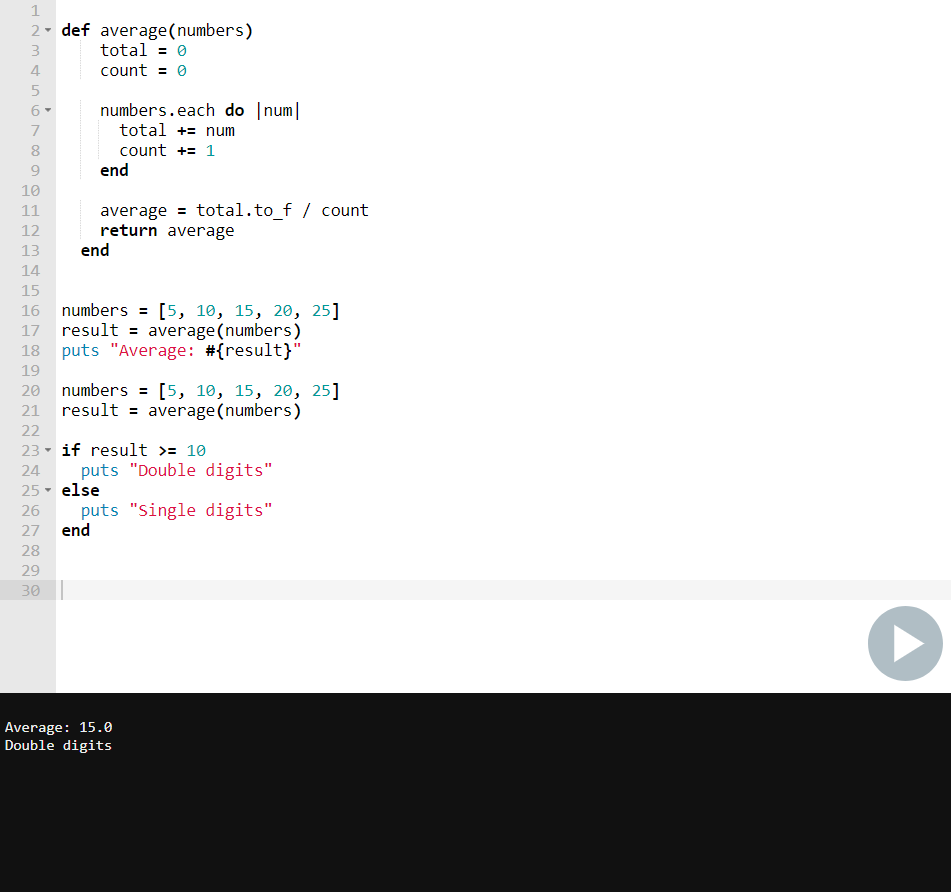 1
2 def average(numbers)
3 total = 0
4 count = 0
5
6 numbers.each do |num|
7 total += num
8 count += 1
9 end
10
11 average = total.to_f / count
12 return average
13 end
14
15
16 numbers = [5, 10, 15, 20, 25]
17 result = average(numbers)
18 puts "Average: #{result}"
19
20 numbers = [5, 10, 15, 20, 25]
21 result = average(numbers)
22
23 if result >= 10
24 puts "Double digits"
25 else
26 puts "Single digits"
27 end
28
29
30
Average: 15.0
Double digits